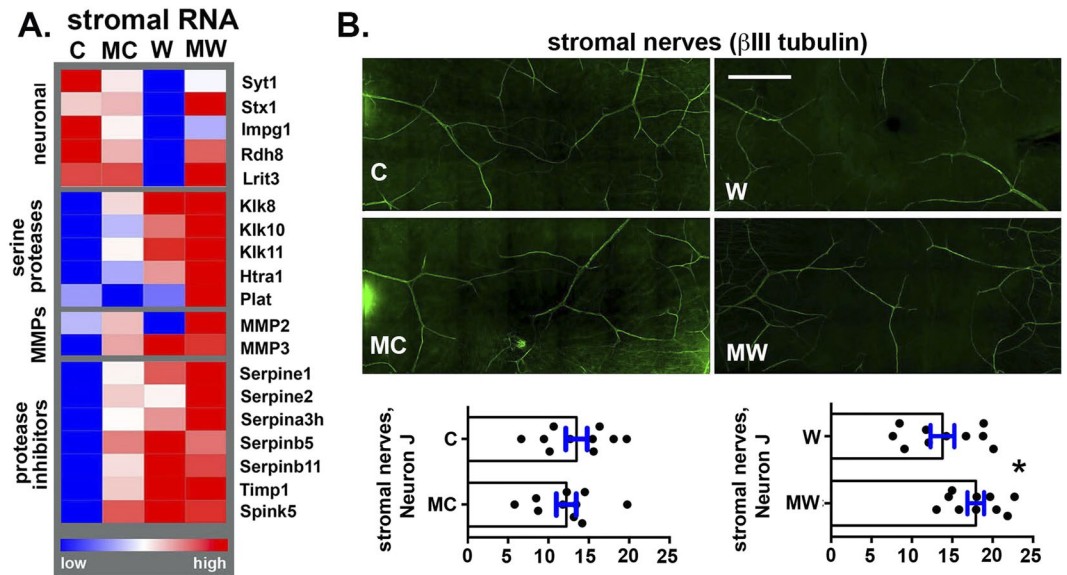 A.
stromal RNA
C MC W MW
neuronal
Syt1
Stx1
Impg1
Rdh8
Lrit3
serine
proteases
Klk8
Klk10
Klk11
Htra1
Plat
MMPs
MMP2
MMP3
protease
inhibitors
Serpine1
Serpine2
Serpina3h
Serpinb5
Serpinb11
Timp1
Spink5
low high
B.
stromal nerves (βIII tubulin)
C
W
MC
MW
stromal nerves,
Neuron J
C
MC
0 5 10 15 20 25
stromal nerves,
Neuron J
W
MW
*
0 5 10 15 20 25